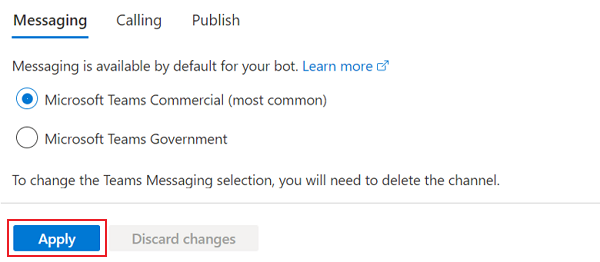 Messaging Calling Publish
Messaging is available by default for your bot. Learn more
Microsoft Teams Commercial (most common)
Microsoft Teams Government
To change the Teams Messaging selection, you will need to delete the channel.
Apply Discard changes